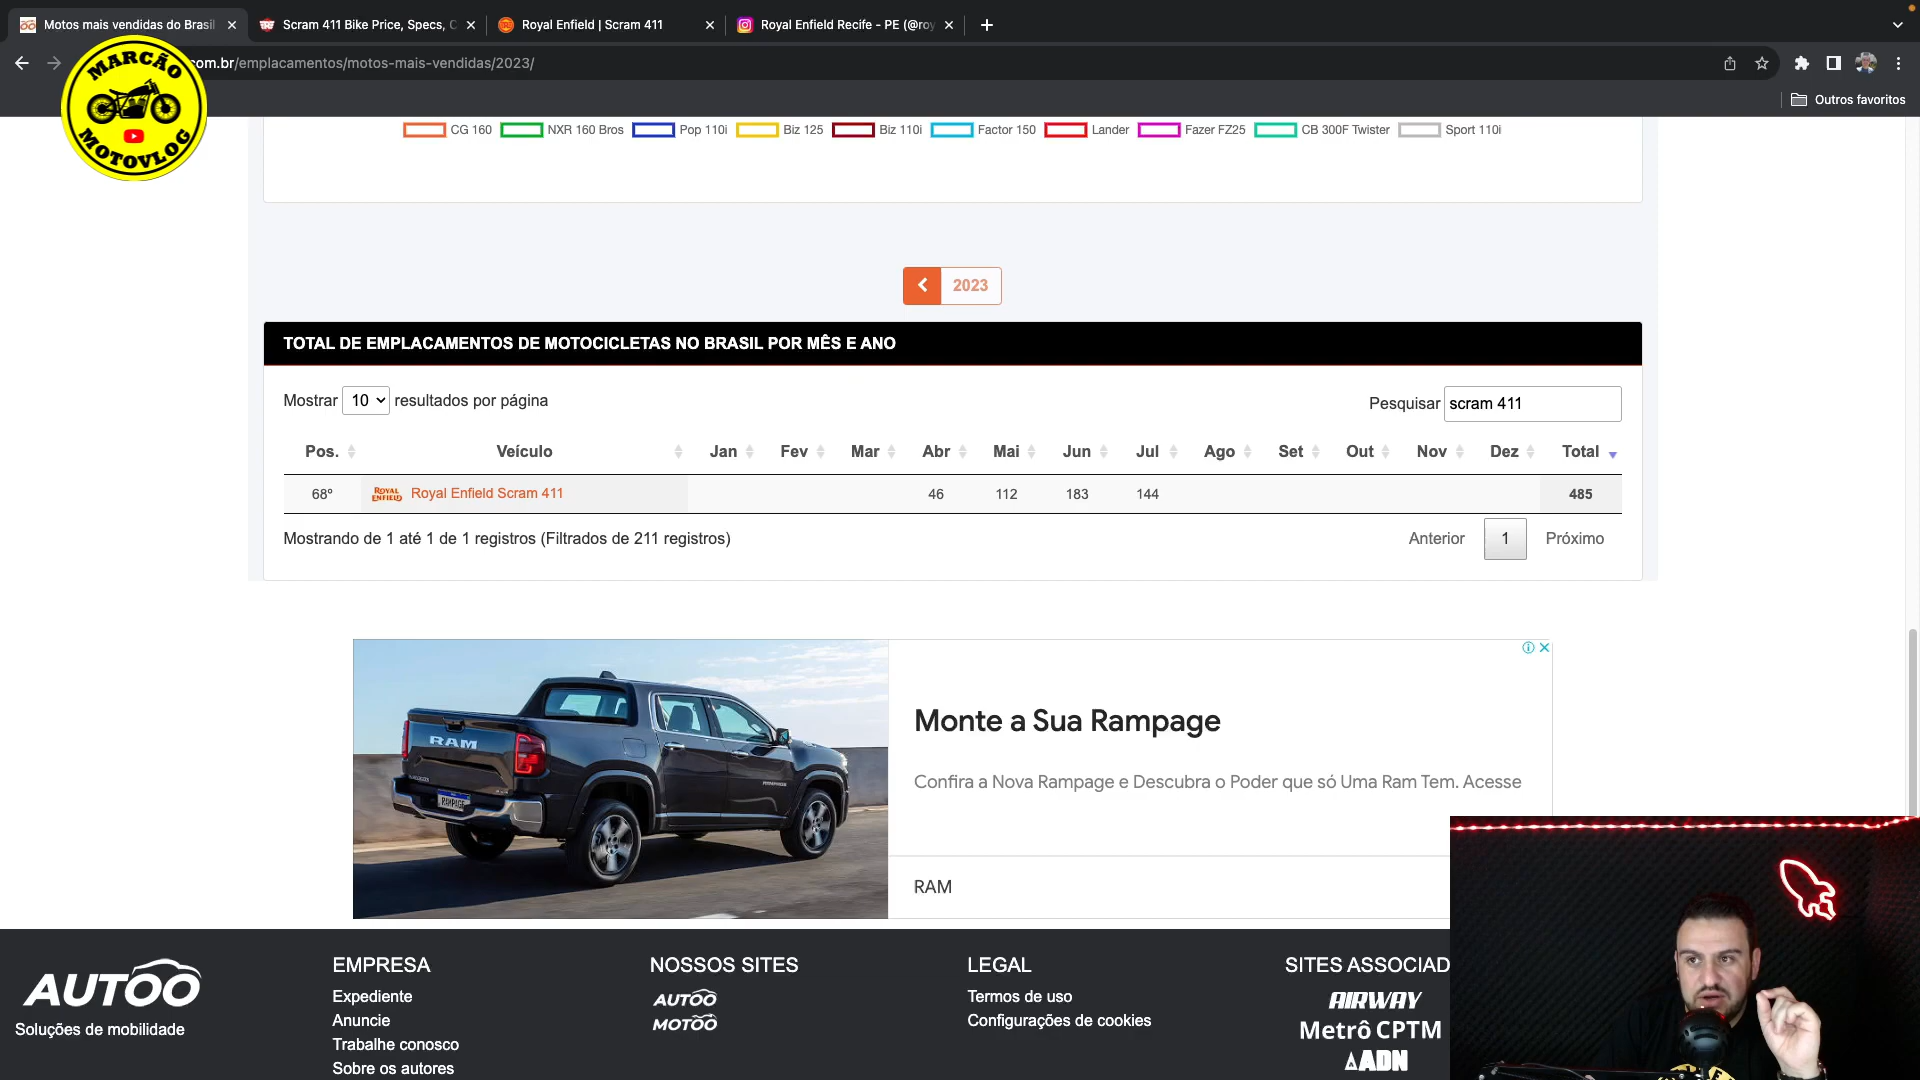 Motos mais vendidas do Brasil
Scram 411 Bike Price, Specs, C
Royal Enfield | Scram 411
Royal Enfield Recife - PE (@roy
om.br/emplacamentos/motos-mais-vendidas/2023/
Outros favoritos
MARCÃO
MOTOVLOG
CG 160
NXR 160 Bros
Pop 110i
Biz 125
Biz 110i
Factor 150
Lander
Fazer FZ25
CB 300F Twister
Sport 110i
2023
TOTAL DE EMPLACAMENTOS DE MOTOCICLETAS NO BRASIL POR MÊS E ANO
Mostrar 10 resultados por página
Pesquisar scram 411
Pos. Veículo Jan Fev Mar Abr Mai Jun Jul Ago Set Out Nov Dez Total
68º ROYAL ENFIELD Royal Enfield Scram 411 46 112 183 144 485
Mostrando de 1 até 1 de 1 registros (Filtrados de 211 registros)
Anterior 1 Próximo
RAM
RAMPAGE
Monte a Sua Rampage
Confira a Nova Rampage e Descubra o Poder que só Uma Ram Tem. Acesse
RAM
AUTOO
Soluções de mobilidade
EMPRESA
Expediente
Anuncie
Trabalhe conosco
Sobre os autores
NOSSOS SITES
AUTOO
MOTOO
LEGAL
Termos de uso
Configurações de cookies
SITES ASSOCIAD
AIRWAY
Metrô CPTM
ADN